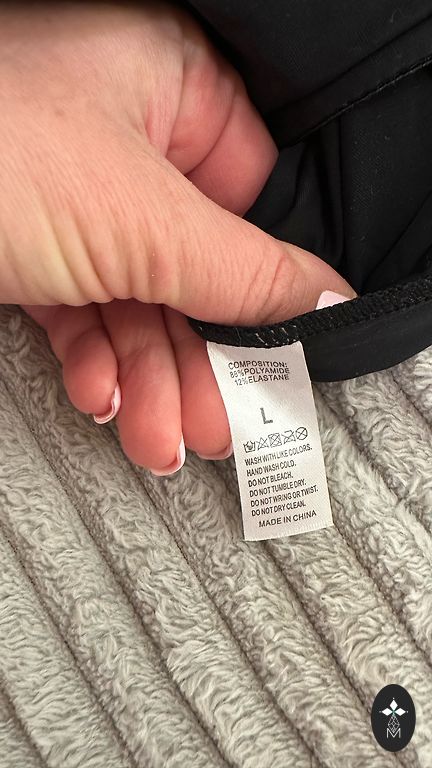 COMPOSITION:
88%POLYAMIDE
12%ELASTANE
L
WASH WITH LIKE COLORS.
HAND WASH COLD.
DO NOT BLEACH.
DO NOT TUMBLE DRY.
DO NOT WRING OR TWIST.
DO NOT DRY CLEAN.
MADE IN CHINA
M